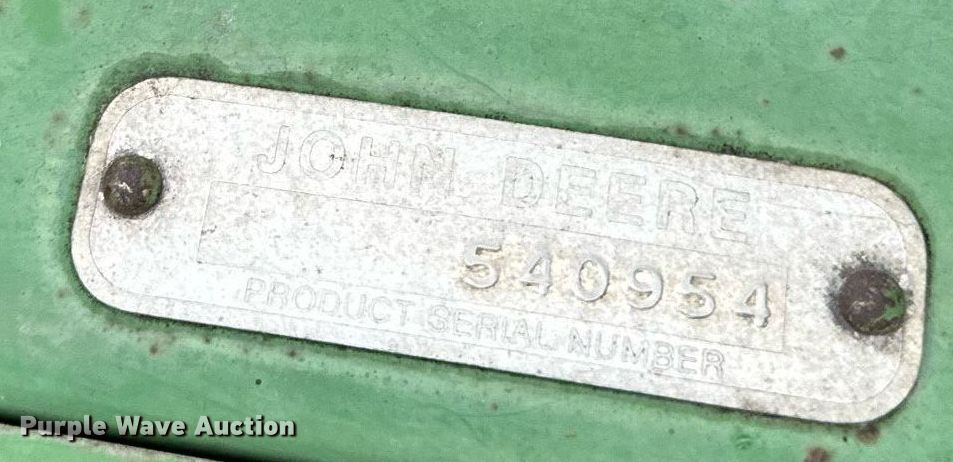 JOHN DEERE
540954
PRODUCT SERIAL NUMBER
Purple Wave Auction